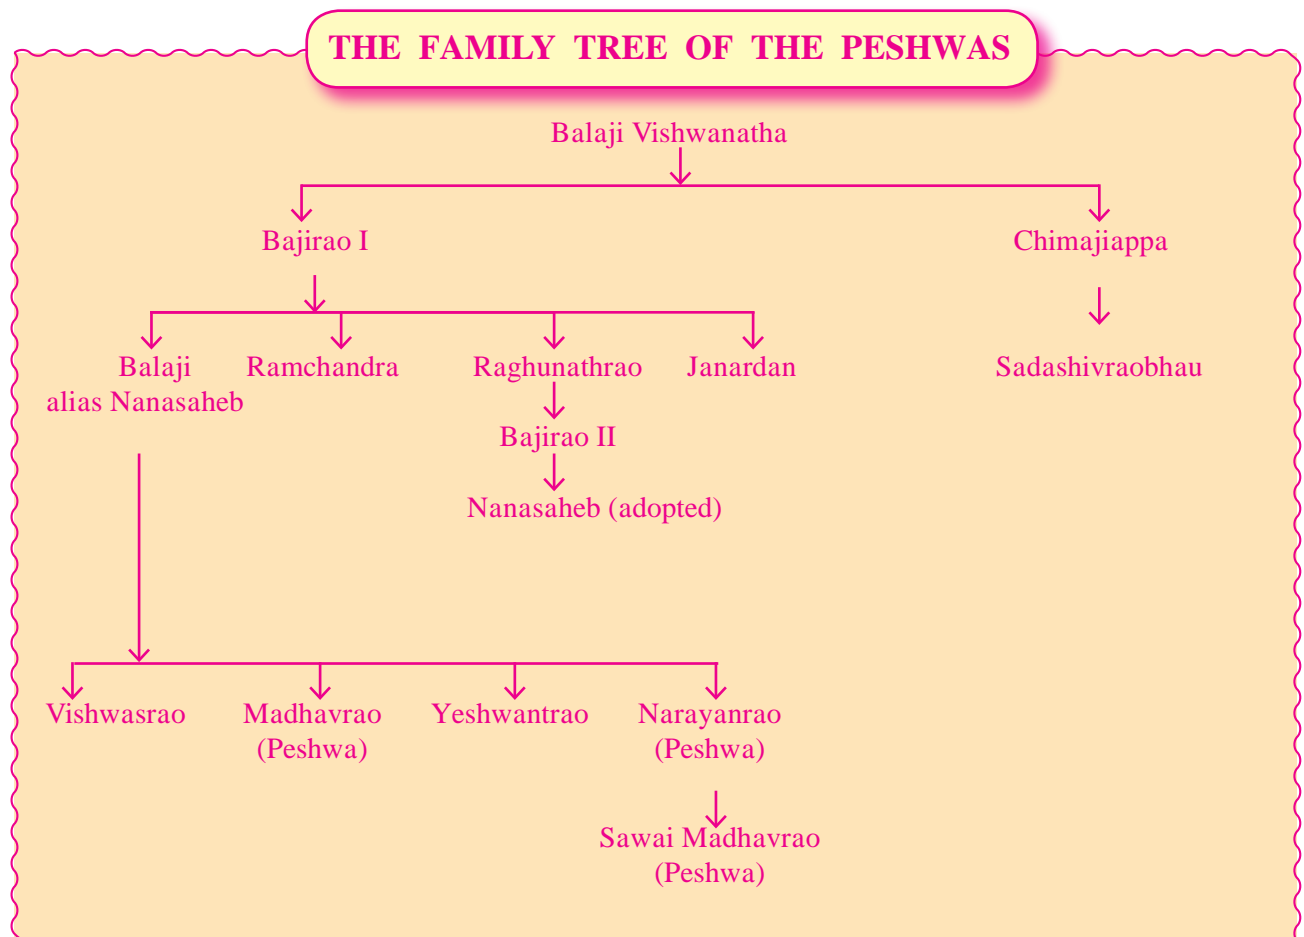 THE FAMILY TREE OF THE PESHWAS
Balaji Vishwanatha
Bajirao I
Chimajiappa
Balaji
alias Nanasaheb
Ramchandra
Raghunathrao
Janardan
Sadashivraobhau
Bajirao II
Nanasaheb (adopted)
Vishwasrao
Madhavrao
(Peshwa)
Yeshwantrao
Narayanrao
(Peshwa)
Sawai Madhavrao
(Peshwa)